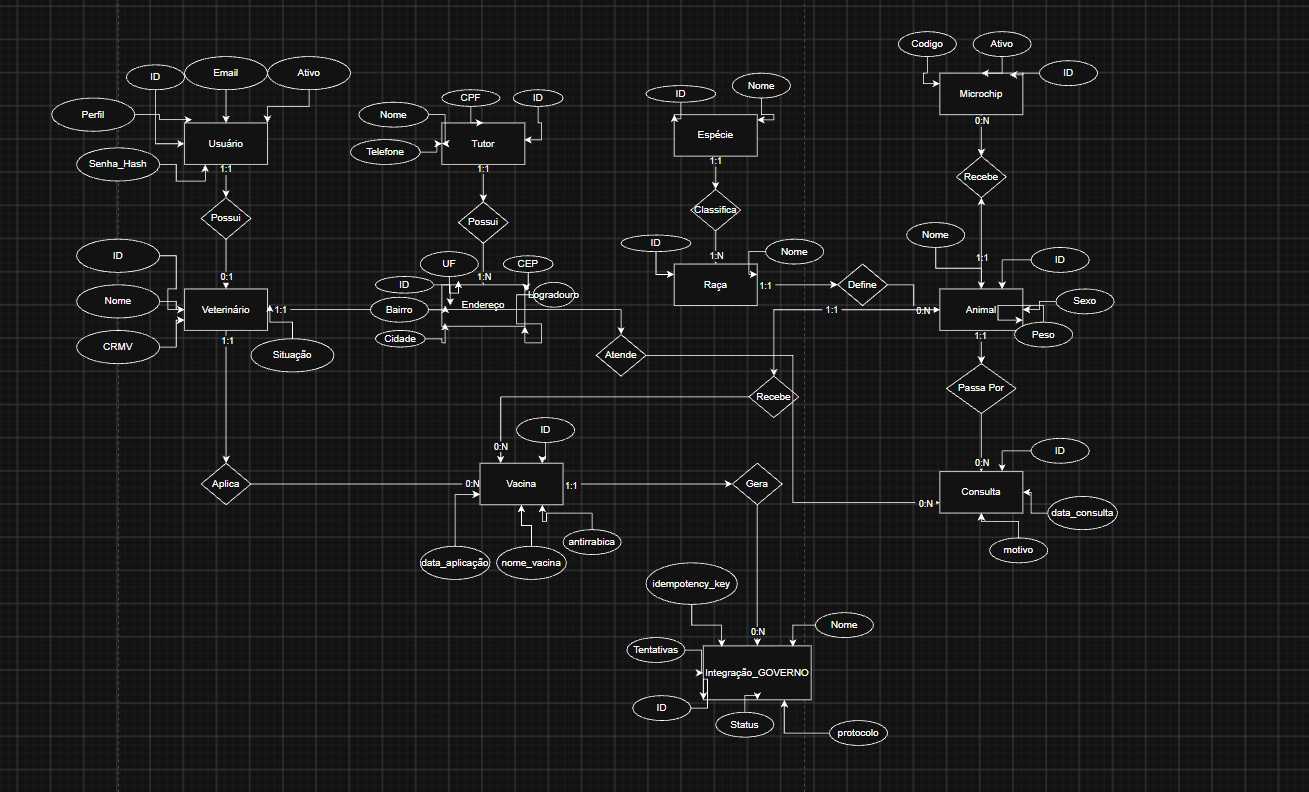 Codigo
Ativo
ID
Microchip
0:N
Recebe
ID
Email
Ativo
Perfil
Usuário
Senha_Hash
1:1
Possui
CPF
ID
Nome
Tutor
Telefone
1:1
Possui
ID
Nome
Espécie
1:1
Classifica
ID
1:N
Nome
Raça
1:1
Define
Nome
1:1
ID
Animal
Sexo
Peso
0:N
1:1
1:1
ID
Nome
CRMV
0:1
Veterinário
1:1
1:1
Situação
UF
CEP
1:N
ID
Logradouro
Endereço
Bairro
Cidade
Atende
Recebe
Passa Por
0:N
ID
Consulta
0:N
data_consulta
motivo
0:N
ID
Aplica
0:N
Vacina
1:1
Gera
data_aplicação
nome_vacina
antirrabica
idempotency_key
0:N
Nome
Tentativas
Integração_GOVERNO
ID
Status
protocolo